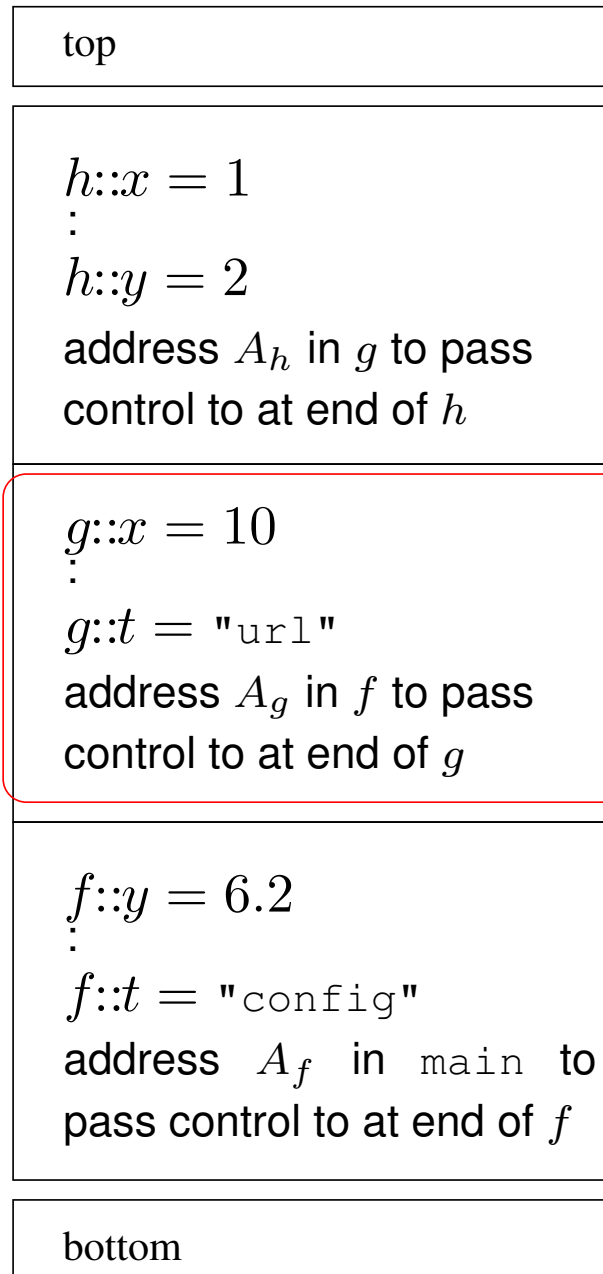 top
h::x = 1
⋮
h::y = 2
address A_h in g to pass
control to at end of h
g::x = 10
⋮
g::t = "url"
address A_g in f to pass
control to at end of g
f::y = 6.2
⋮
f::t = "config"
address A_f in main to
pass control to at end of f
bottom